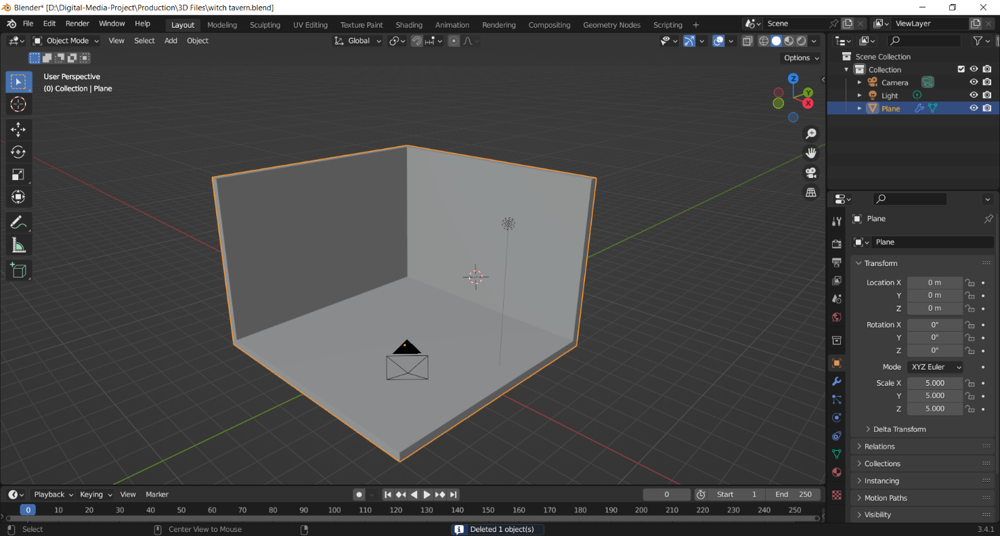 Blender* [D:\Digital-Media-Project\Production\3D Files\witch tavern.blend]
File Edit Render Window Help Layout Modeling Sculpting UV Editing Texture Paint Shading Animation Rendering Compositing Geometry Nodes Scripting + Scene ViewLayer
Object Mode View Select Add Object Global
Options
User Perspective
(0) Collection | Plane
Z
Y
X
Scene Collection
Collection
Camera
Light
Plane
Plane
Plane
Transform
Location X 0 m
Y 0 m
Z 0 m
Rotation X 0°
Y 0°
Z 0°
Mode XYZ Euler
Scale X 5.000
Y 5.000
Z 5.000
Delta Transform
Relations
Collections
Instancing
Motion Paths
Visibility
Playback Keying View Marker 0 Start 1 End 250
0 10 20 30 40 50 60 70 80 90 100 110 120 130 140 150 160 170 180 190 200 210 220 230 240 250
Select Center View to Mouse Deleted 1 object(s) 3.4.1